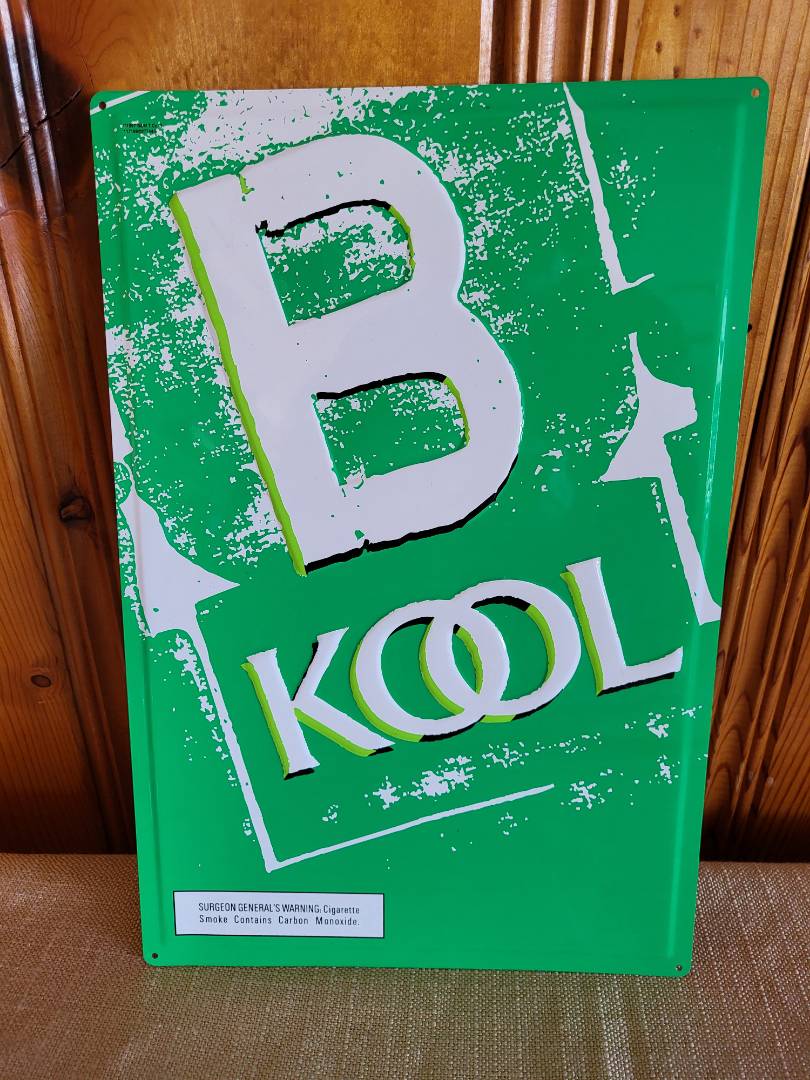 B
KOOL
SURGEON GENERAL'S WARNING: Cigarette
Smoke Contains Carbon Monoxide.